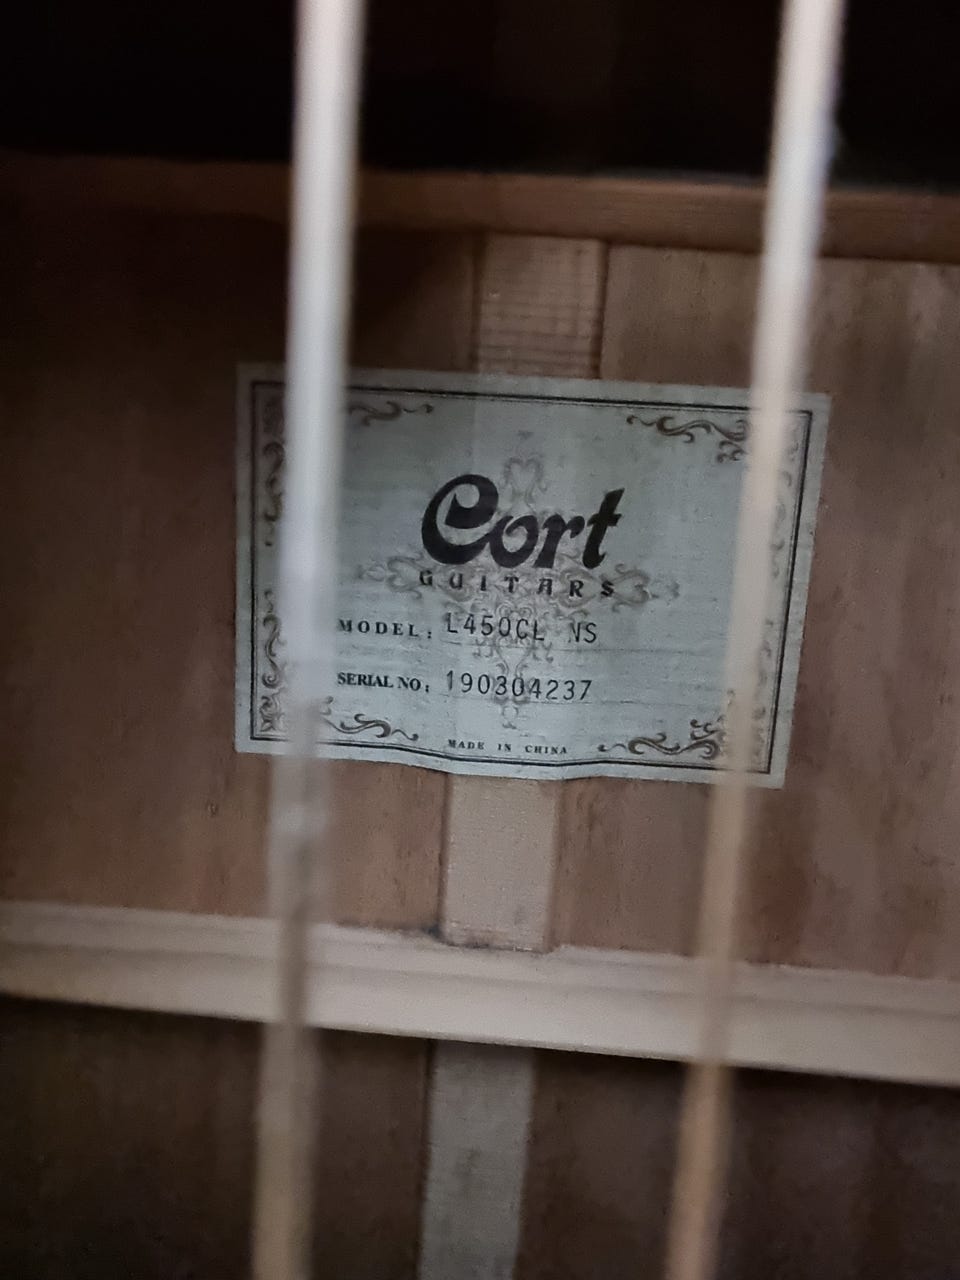 Cort
GUITARS
MODEL: L450CL NS
SERIAL NO: 190304237
MADE IN CHINA